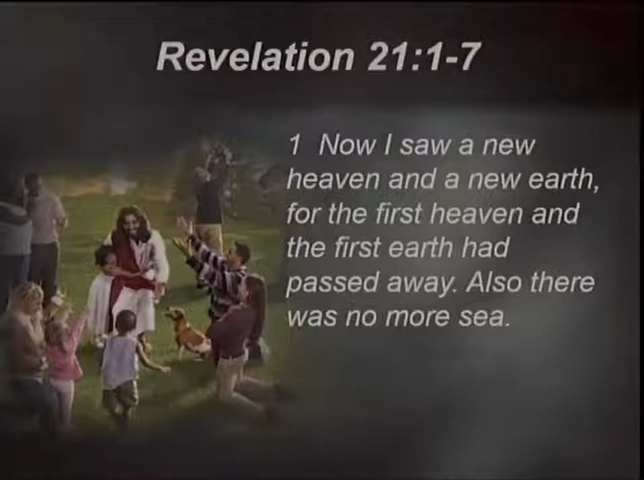 Revelation 21:1-7
1 Now I saw a new
heaven and a new earth,
for the first heaven and
the first earth had
passed away. Also there
was no more sea.